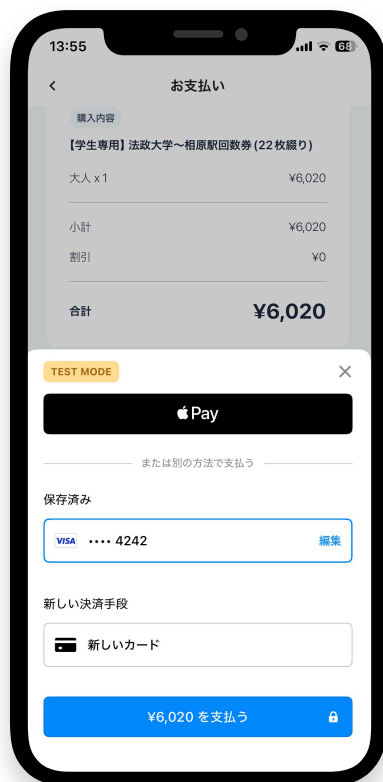 13:55
68
お支払い
購入内容
【学生専用】法政大学〜相原駅回数券(22枚綴り)
大人 x 1 ¥6,020
小計 ¥6,020
割引 ¥0
合計 ¥6,020
TEST MODE
Pay
または別の方法で支払う
保存済み
VISA •••• 4242 編集
新しい決済手段
新しいカード
¥6,020 を支払う